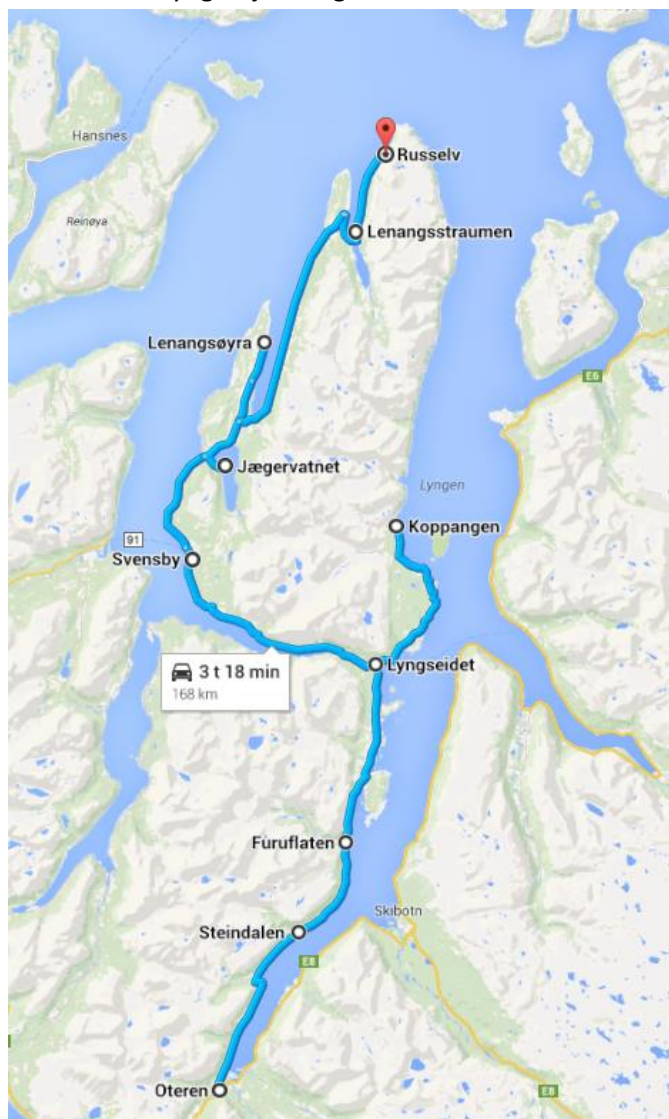 Hansnes
Russelv
Reinøya
Lenangsstraumen
Lenangsøyra
E6
Jægervatnet
Lyngen
Koppangen
91
Svensby
Lyngseidet
3 t 18 min
168 km
Furuflaten
Skibotn
Steindalen
E8
Oteren
E8